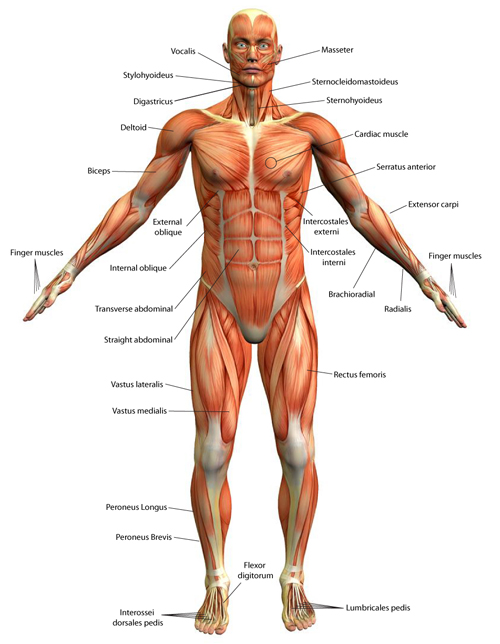 Vocalis
Masseter
Stylohyoideus
Sternocleidomastoideus
Digastricus
Sternohyoideus
Deltoid
Cardiac muscle
Biceps
Serratus anterior
Extensor carpi
External
oblique
Intercostales
externi
Finger muscles
Internal oblique
Intercostales
interni
Finger muscles
Brachioradial
Radialis
Transverse abdominal
Straight abdominal
Rectus femoris
Vastus lateralis
Vastus medialis
Peroneus Longus
Peroneus Brevis
Flexor
digitorum
Interossei
dorsales pedis
Lumbricales pedis